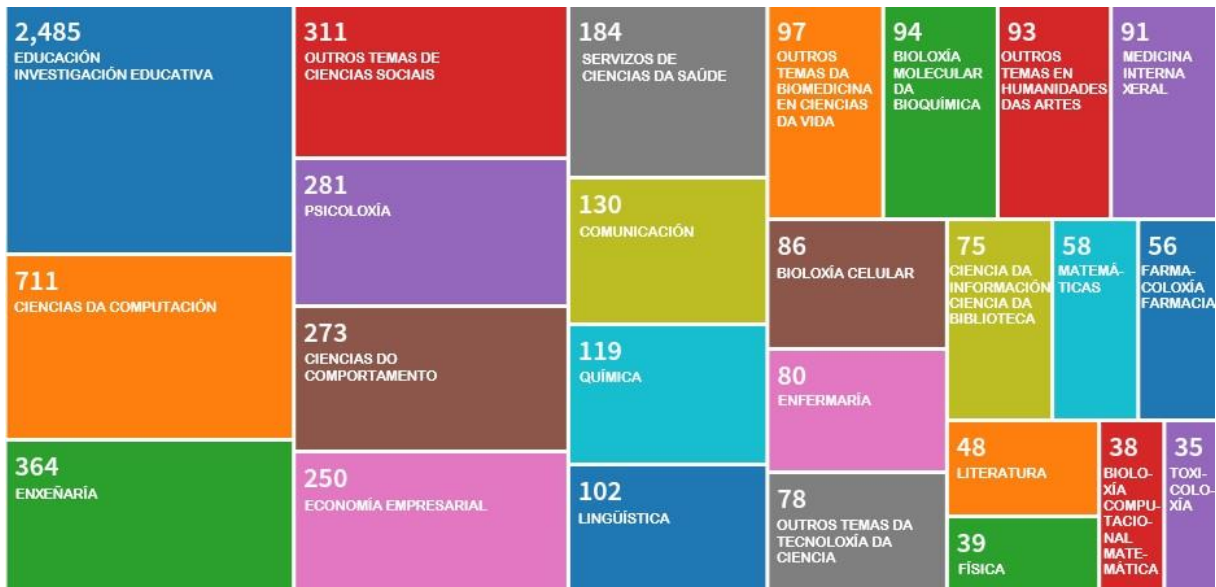 2,485
EDUCACIÓN
INVESTIGACIÓN EDUCATIVA
711
CIENCIAS DA COMPUTACIÓN
364
ENXEÑARÍA
311
OUTROS TEMAS DE
CIENCIAS SOCIAIS
281
PSICOLOXÍA
273
CIENCIAS DO
COMPORTAMENTO
250
ECONOMÍA EMPRESARIAL
184
SERVIZOS DE
CIENCIAS DA SAÚDE
130
COMUNICACIÓN
119
QUÍMICA
102
LINGÜÍSTICA
97
OUTROS
TEMAS DA
BIOMEDICINA
EN CIENCIAS
DA VIDA
94
BIOLOXÍA
MOLECULAR
DA
BIOQUÍMICA
93
OUTROS
TEMAS EN
HUMANIDADES
DAS ARTES
91
MEDICINA
INTERNA
XERAL
86
BIOLOXÍA CELULAR
80
ENFERMARÍA
78
OUTROS TEMAS DA
TECNOLOXÍA DA
CIENCIA
75
CIENCIA DA
INFORMACIÓN
CIENCIA DA
BIBLIOTECA
58
MATEMÁ-
TICAS
56
FARMA-
COLOXÍA
FARMACIA
48
LITERATURA
39
FÍSICA
38
BIOLO-
XÍA
COMPU-
TACIO-
NAL
MATE-
MÁTICA
35
TOXI-
COLO-
XÍA